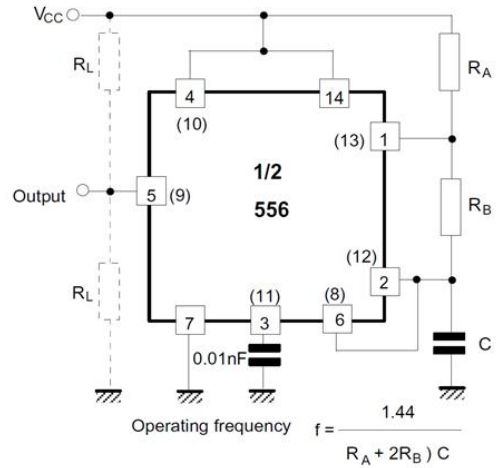 VCC
RL
4
14
RA
(10)
(13)
1
1/2
Output
5
(9)
556
RB
(12)
2
RL
(11)
(8)
7
3
6
0.01nF
C
Operating frequency f = 1.44
RA + 2RB ) C